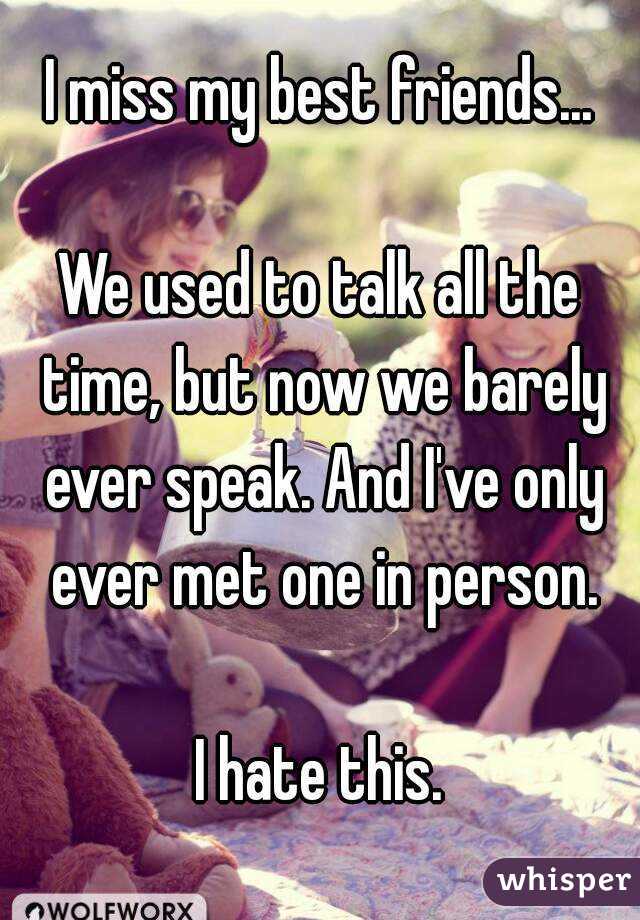 I miss my best friends...
We used to talk all the
time, but now we barely
ever speak. And I've only
ever met one in person.
I hate this.
whisper
WOLFWORX